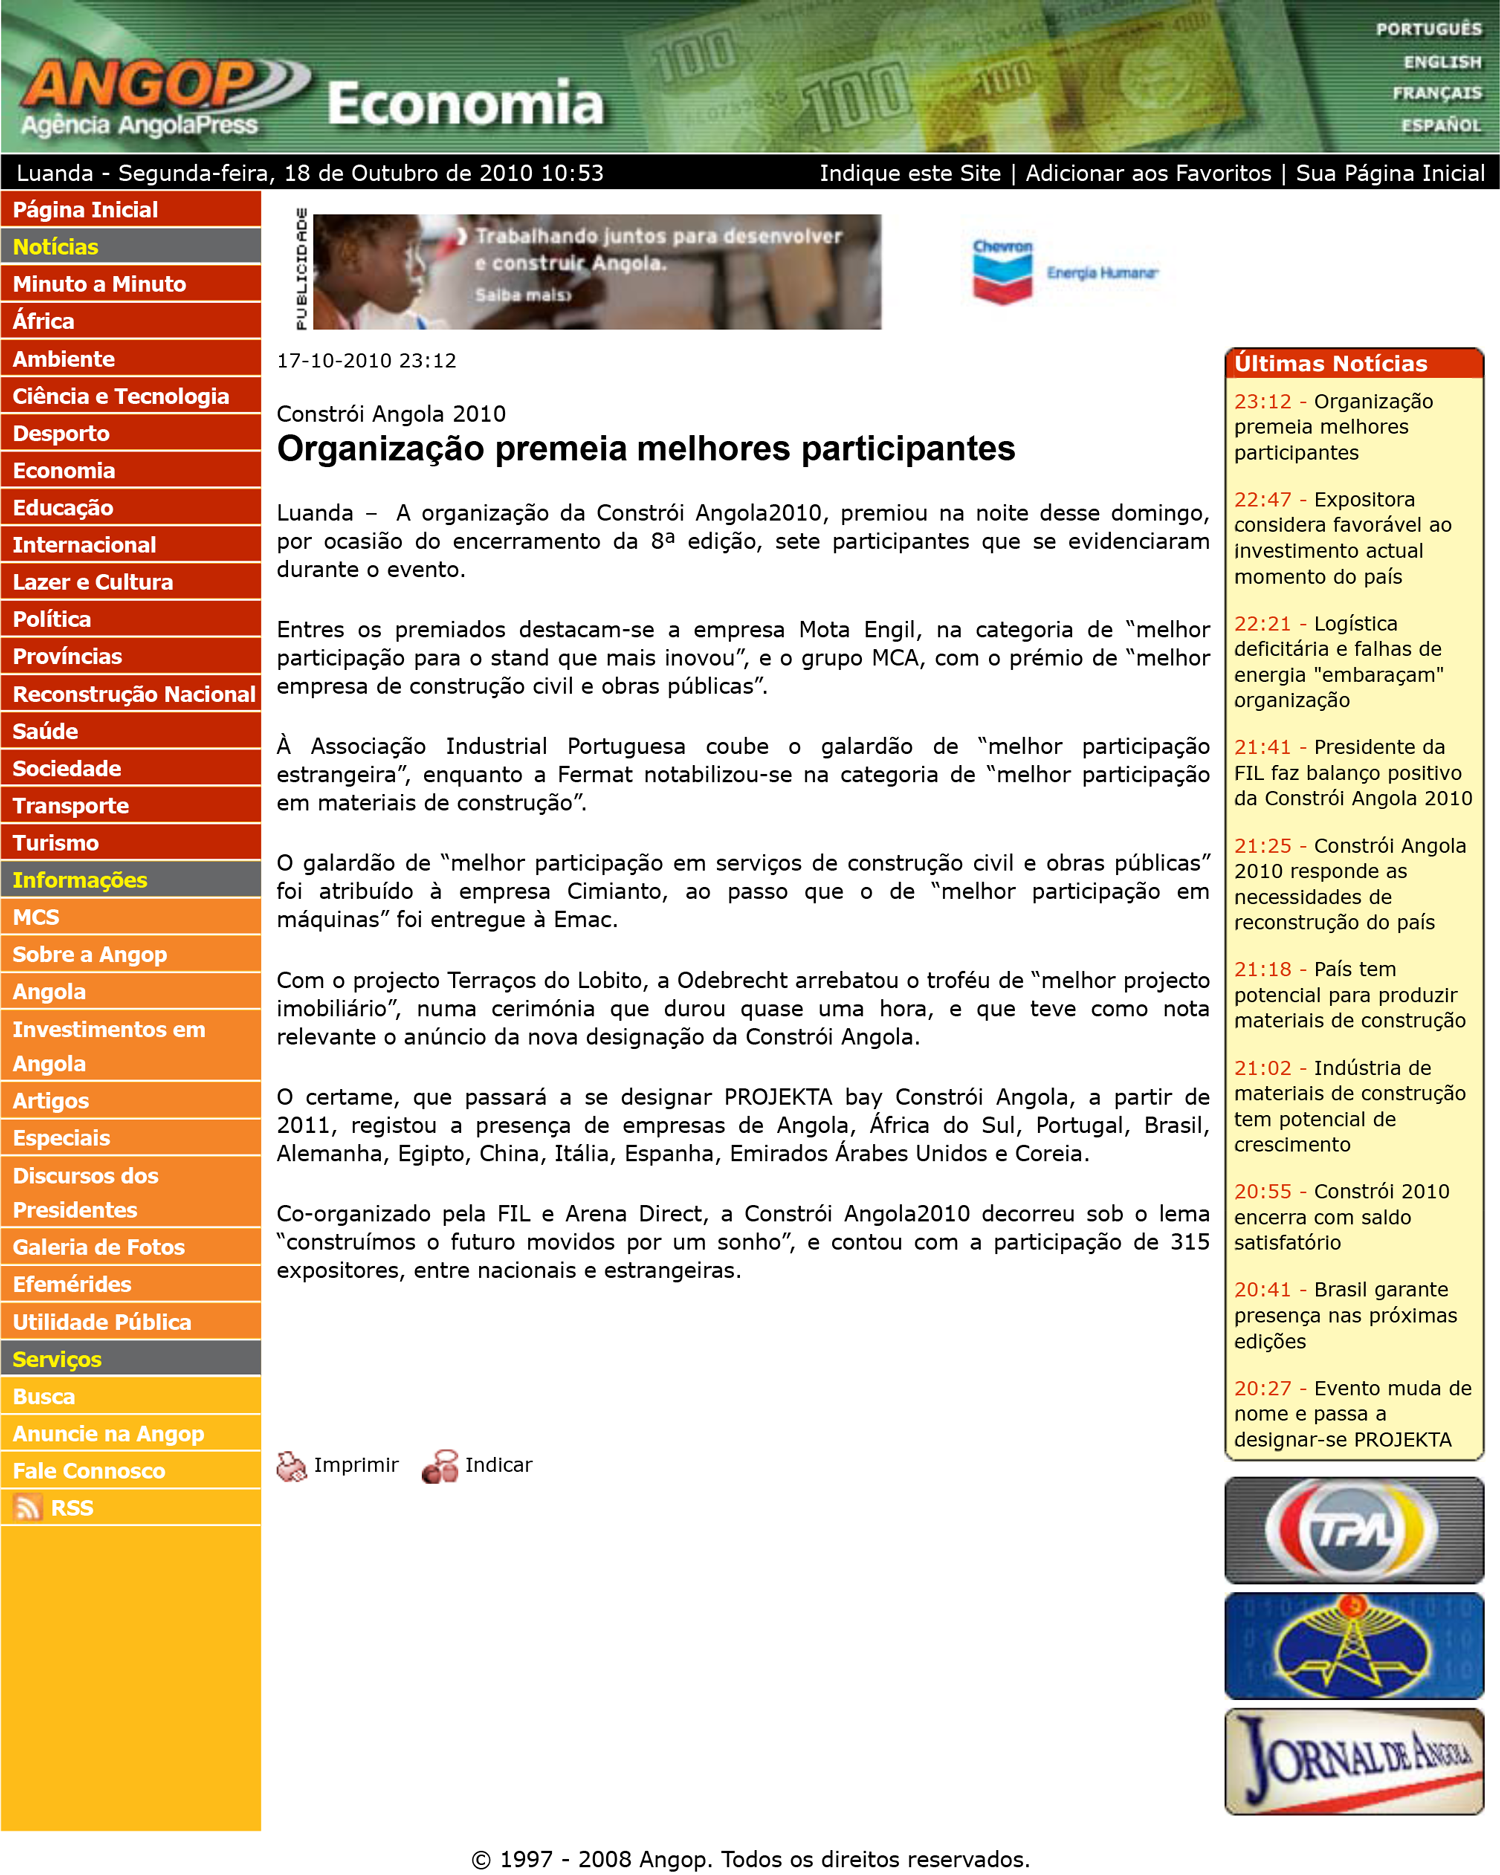 ANGOP
Agência AngolaPress
Economia
100
100
100
PORTUGUÊS
ENGLISH
FRANÇAIS
ESPAÑOL
Luanda - Segunda-feira, 18 de Outubro de 2010 10:53
Indique este Site | Adicionar aos Favoritos | Sua Página Inicial
Página Inicial
Notícias
Minuto a Minuto
África
Ambiente
Ciência e Tecnologia
Desporto
Economia
Educação
Internacional
Lazer e Cultura
Política
Províncias
Reconstrução Nacional
Saúde
Sociedade
Transporte
Turismo
Informações
MCS
Sobre a Angop
Angola
Investimentos em
Angola
Artigos
Especiais
Discursos dos
Presidentes
Galeria de Fotos
Efemérides
Utilidade Pública
Serviços
Busca
Anuncie na Angop
Fale Connosco
RSS
PUBLICIDADE
Trabalhando juntos para desenvolver
e construir Angola.
Saiba mais
Chevron
Energia Humana
17-10-2010 23:12
Constrói Angola 2010
Organização premeia melhores participantes
Luanda – A organização da Constrói Angola2010, premiou na noite desse domingo,
por ocasião do encerramento da 8ª edição, sete participantes que se evidenciaram
durante o evento.
Entres os premiados destacam-se a empresa Mota Engil, na categoria de “melhor
participação para o stand que mais inovou”, e o grupo MCA, com o prémio de “melhor
empresa de construção civil e obras públicas”.
À Associação Industrial Portuguesa coube o galardão de “melhor participação
estrangeira”, enquanto a Fermat notabilizou-se na categoria de “melhor participação
em materiais de construção”.
O galardão de “melhor participação em serviços de construção civil e obras públicas”
foi atribuído à empresa Cimianto, ao passo que o de “melhor participação em
máquinas” foi entregue à Emac.
Com o projecto Terraços do Lobito, a Odebrecht arrebatou o troféu de “melhor projecto
imobiliário”, numa cerimónia que durou quase uma hora, e que teve como nota
relevante o anúncio da nova designação da Constrói Angola.
O certame, que passará a se designar PROJEKTA bay Constrói Angola, a partir de
2011, registou a presença de empresas de Angola, África do Sul, Portugal, Brasil,
Alemanha, Egipto, China, Itália, Espanha, Emirados Árabes Unidos e Coreia.
Co-organizado pela FIL e Arena Direct, a Constrói Angola2010 decorreu sob o lema
“construímos o futuro movidos por um sonho”, e contou com a participação de 315
expositores, entre nacionais e estrangeiras.
Imprimir
Indicar
Últimas Notícias
23:12 - Organização
premeia melhores
participantes
22:47 - Expositora
considera favorável ao
investimento actual
momento do país
22:21 - Logística
deficitária e falhas de
energia "embaraçam"
organização
21:41 - Presidente da
FIL faz balanço positivo
da Constrói Angola 2010
21:25 - Constrói Angola
2010 responde as
necessidades de
reconstrução do país
21:18 - País tem
potencial para produzir
materiais de construção
21:02 - Indústria de
materiais de construção
tem potencial de
crescimento
20:55 - Constrói 2010
encerra com saldo
satisfatório
20:41 - Brasil garante
presença nas próximas
edições
20:27 - Evento muda de
nome e passa a
designar-se PROJEKTA
TPA
JORNAL DE ANGOLA
© 1997 - 2008 Angop. Todos os direitos reservados.